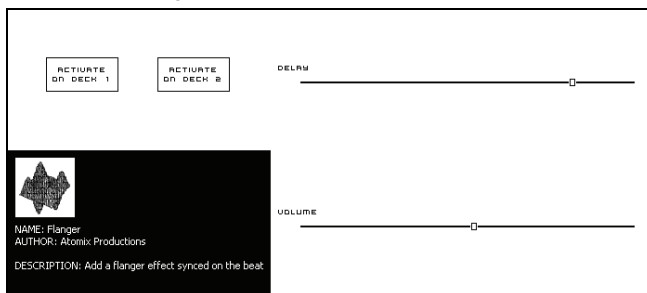 ACTIVATE
ON DECK 1
ACTIVATE
ON DECK 2
DELAY
NAME: Flanger
AUTHOR: Atomix Productions
DESCRIPTION: Add a flanger effect synced on the beat
VOLUME